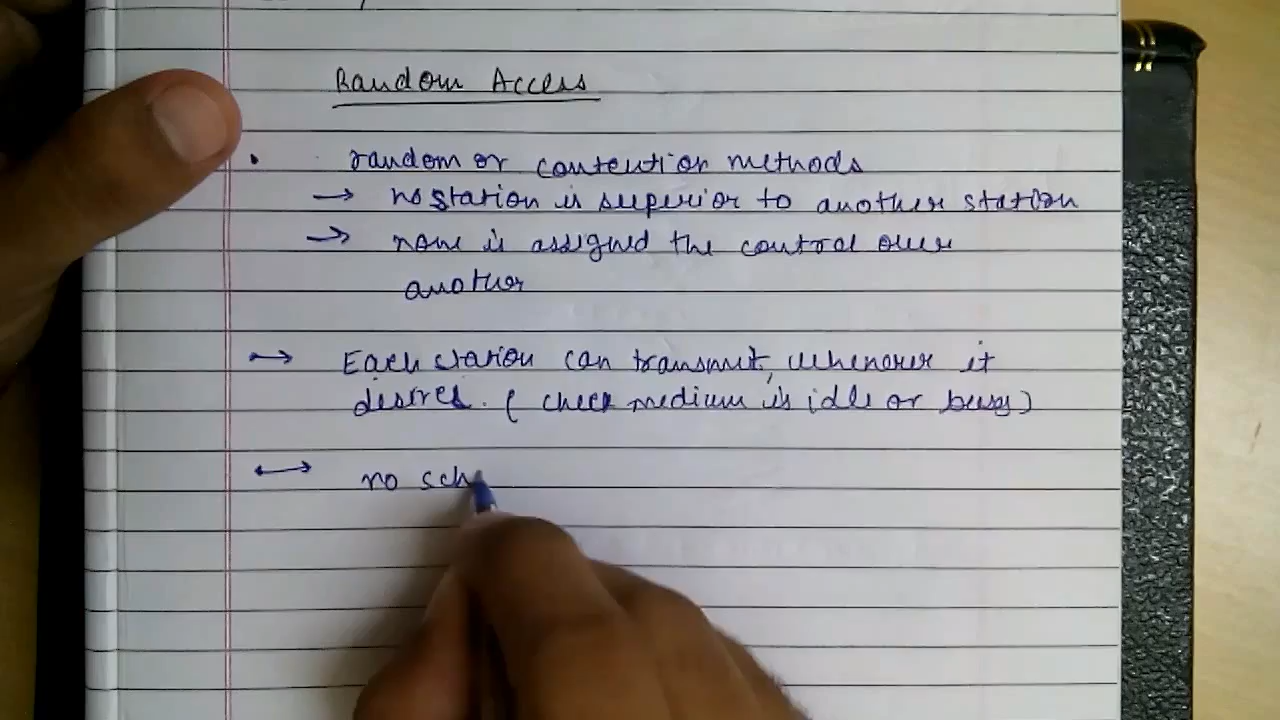 Random Access
. random or contention methods
→ no station is superior to another station
→ none is assigned the control over
another
→ Each station can transmit, whenever it
desires. (check medium is idle or busy)
→ no sch